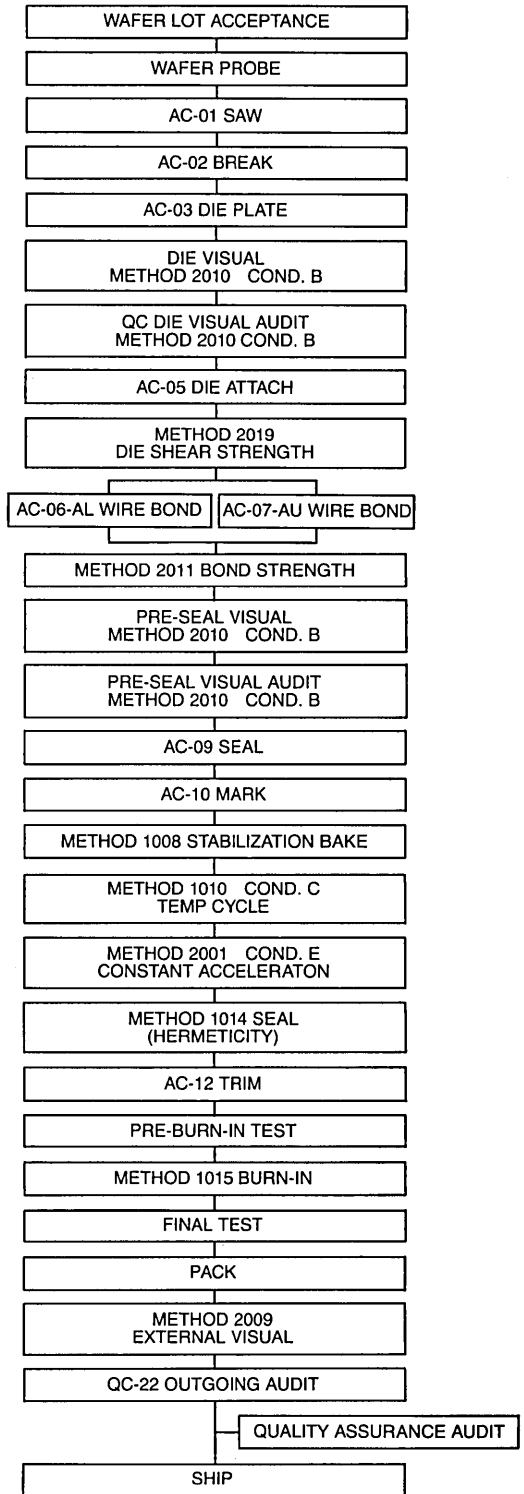 WAFER LOT ACCEPTANCE
WAFER PROBE
AC-01 SAW
AC-02 BREAK
AC-03 DIE PLATE
DIE VISUAL
METHOD 2010 COND. B
QC DIE VISUAL AUDIT
METHOD 2010 COND. B
AC-05 DIE ATTACH
METHOD 2019
DIE SHEAR STRENGTH
AC-06-AL WIRE BOND
AC-07-AU WIRE BOND
METHOD 2011 BOND STRENGTH
PRE-SEAL VISUAL
METHOD 2010 COND. B
PRE-SEAL VISUAL AUDIT
METHOD 2010 COND. B
AC-09 SEAL
AC-10 MARK
METHOD 1008 STABILIZATION BAKE
METHOD 1010 COND. C
TEMP CYCLE
METHOD 2001 COND. E
CONSTANT ACCELERATON
METHOD 1014 SEAL
(HERMETICITY)
AC-12 TRIM
PRE-BURN-IN TEST
METHOD 1015 BURN-IN
FINAL TEST
PACK
METHOD 2009
EXTERNAL VISUAL
QC-22 OUTGOING AUDIT
QUALITY ASSURANCE AUDIT
SHIP